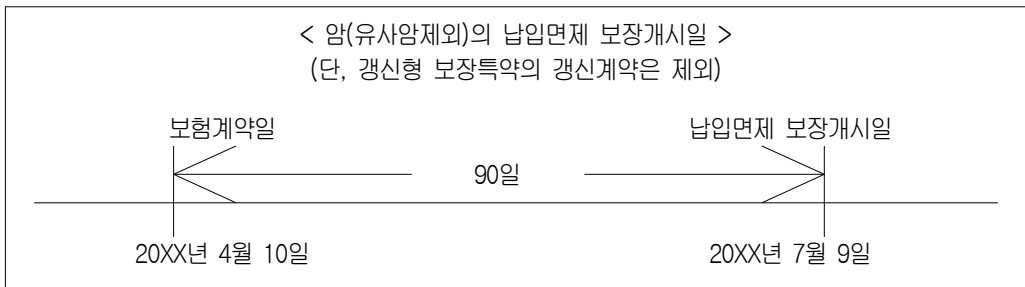 < 암(유사암제외)의 납입면제 보장개시일 >
(단, 갱신형 보장특약의 갱신계약은 제외)
보험계약일 납입면제 보장개시일
90일
20XX년 4월 10일 20XX년 7월 9일